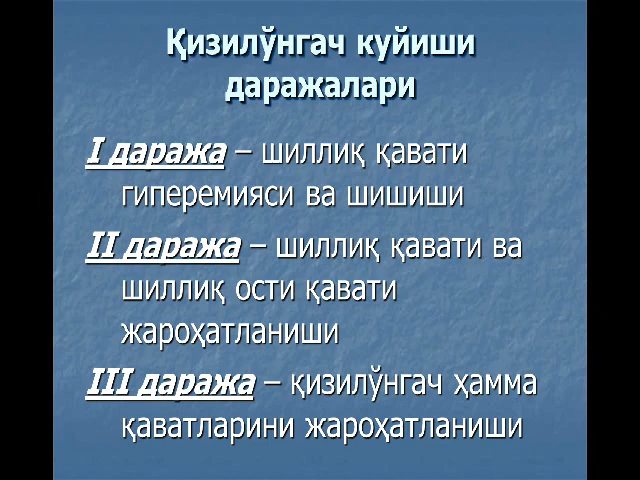 Қизилўнгач куйиши
даражалари
I даража – шиллиқ қавати
гиперемияси ва шишиши
II даража – шиллиқ қавати ва
шиллиқ ости қавати
жароҳатланиши
III даража – қизилўнгач ҳамма
қаватларини жароҳатланиши